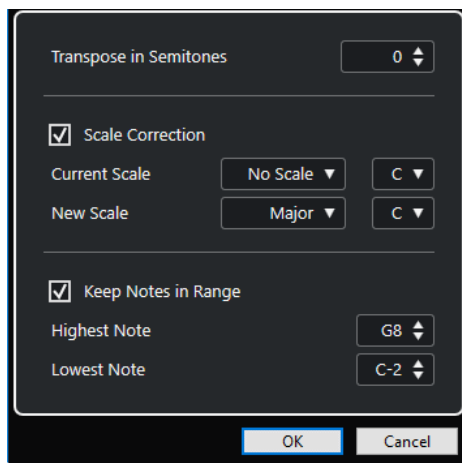 Transpose in Semitones 0
Scale Correction
Current Scale No Scale C
New Scale Major C
Keep Notes in Range
Highest Note G8
Lowest Note C-2
OK Cancel